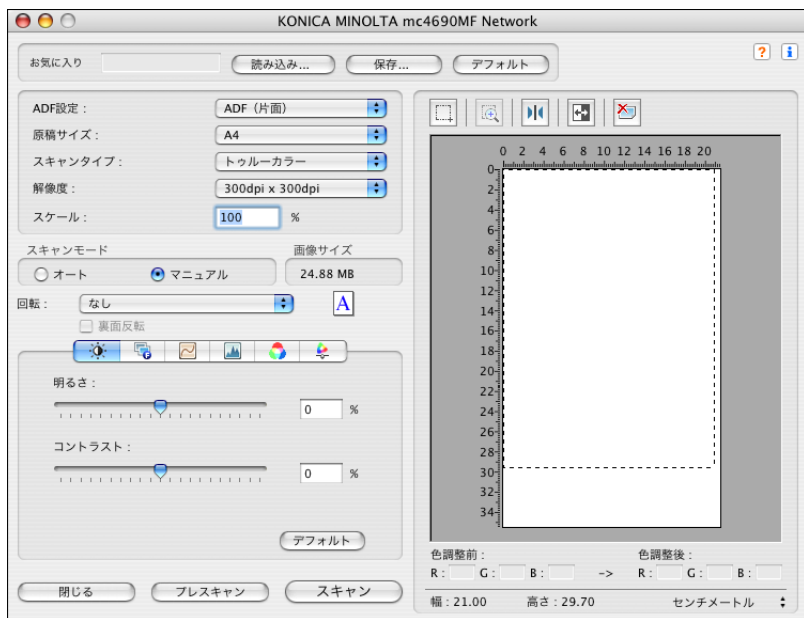 KONICA MINOLTA mc4690MF Network
お気に入り 読み込み... 保存... デフォルト ? i
ADF設定: ADF（片面）
原稿サイズ: A4
スキャンタイプ: トゥルーカラー
解像度: 300dpi x 300dpi
スケール: 100 %
スキャンモード 画像サイズ
オート マニュアル 24.88 MB
回転: なし A
裏面反転
明るさ:
0 %
コントラスト:
0 %
デフォルト
閉じる プレスキャン スキャン
0 2 4 6 8 10 12 14 16 18 20
0
2
4
6
8
10
12
14
16
18
20
22
24
26
28
30
32
34
色調整前: 色調整後:
R: G: B: -> R: G: B:
幅:21.00 高さ:29.70 センチメートル